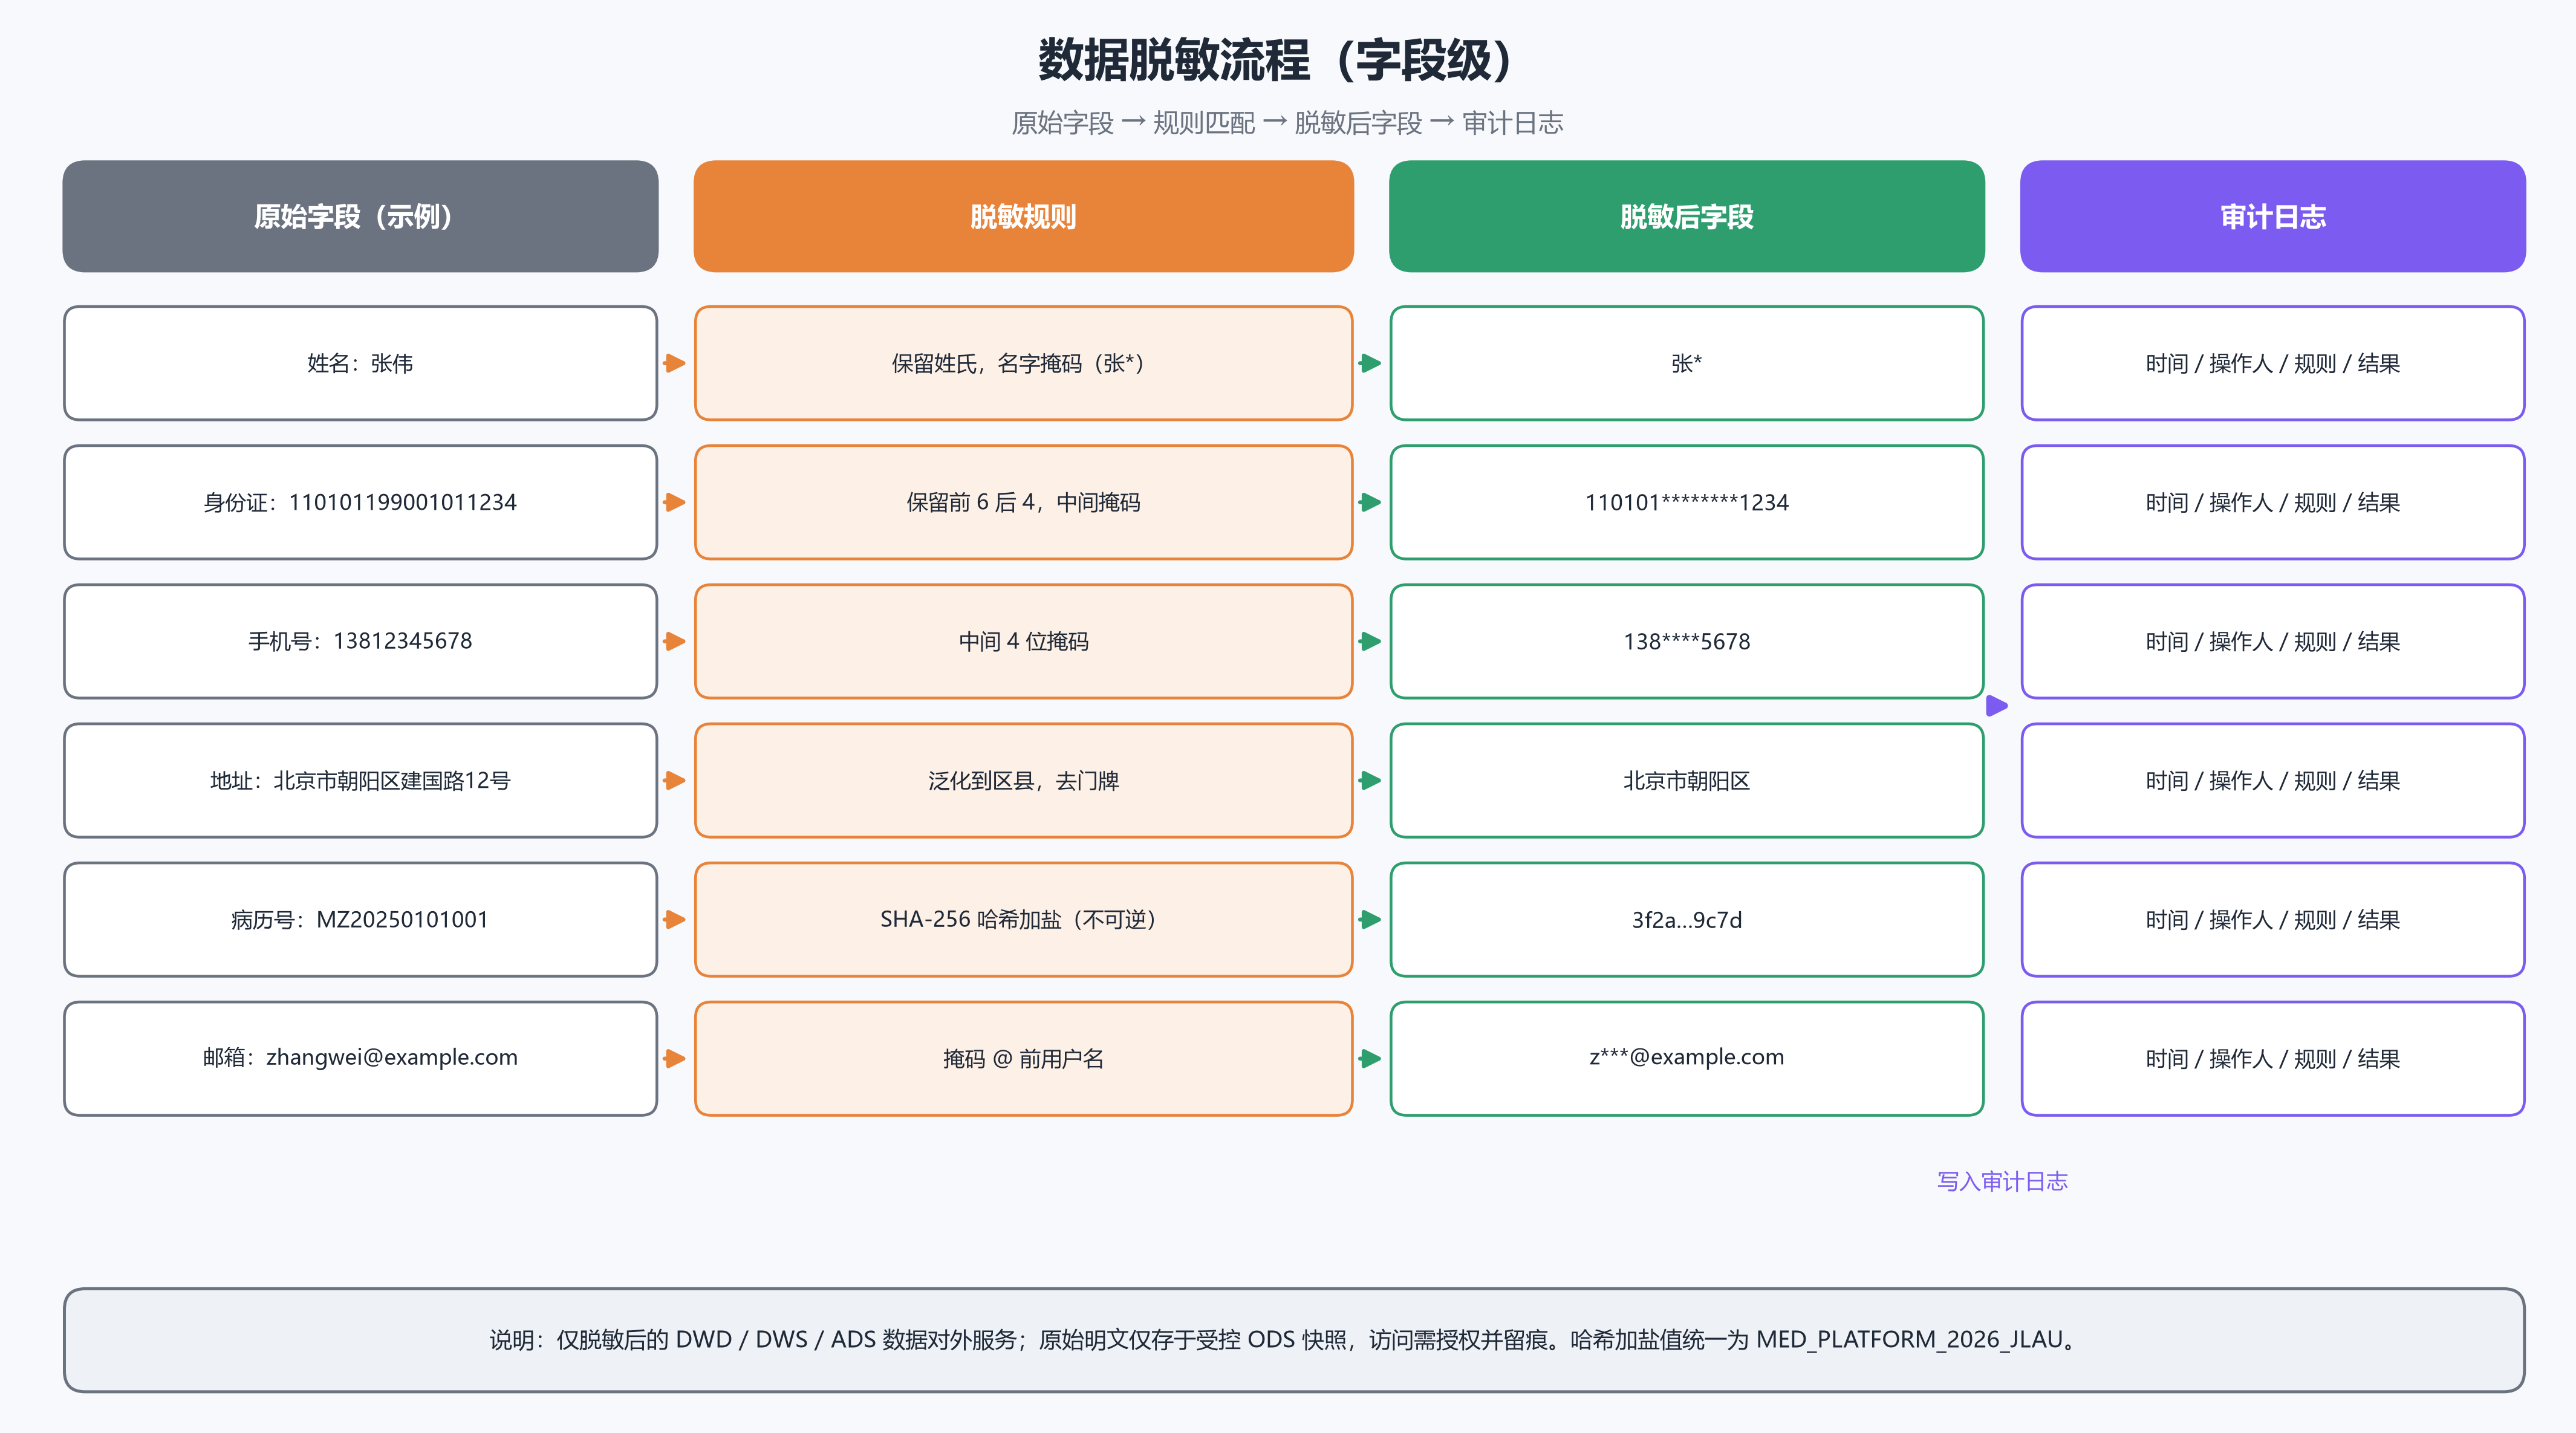 数据脱敏流程（字段级）
原始字段 → 规则匹配 → 脱敏后字段 → 审计日志
原始字段（示例）
脱敏规则
脱敏后字段
审计日志
姓名：张伟
保留姓氏，名字掩码（张*）
张*
时间 / 操作人 / 规则 / 结果
身份证：110101199001011234
保留前 6 后 4，中间掩码
110101********1234
时间 / 操作人 / 规则 / 结果
手机号：13812345678
中间 4 位掩码
138****5678
时间 / 操作人 / 规则 / 结果
地址：北京市朝阳区建国路12号
泛化到区县，去门牌
北京市朝阳区
时间 / 操作人 / 规则 / 结果
病历号：MZ20250101001
SHA-256 哈希加盐（不可逆）
3f2a...9c7d
时间 / 操作人 / 规则 / 结果
邮箱：zhangwei@example.com
掩码 @ 前用户名
z***@example.com
时间 / 操作人 / 规则 / 结果
写入审计日志
说明：仅脱敏后的 DWD / DWS / ADS 数据对外服务；原始明文仅存于受控 ODS 快照，访问需授权并留痕。哈希加盐值统一为 MED_PLATFORM_2026_JLAU。